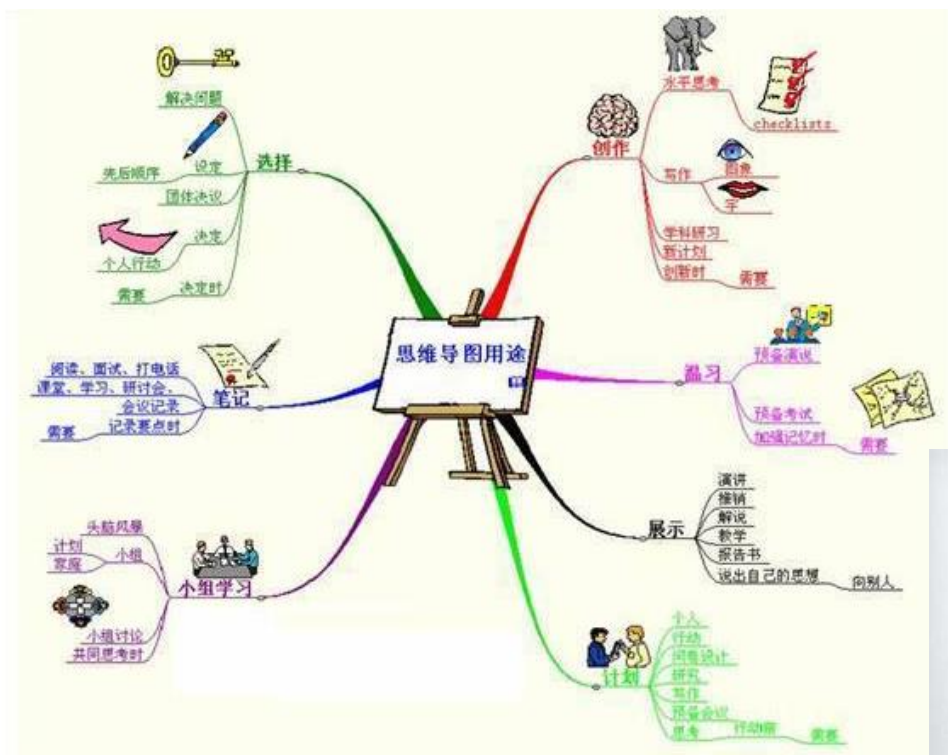 思维导图用途
选择
解决问题
设定
先后顺序
团体决议
决定
个人行动
决定时
需要
创作
水平思考
checklists
写作
图象
字
学科研习
新计划
创新时
需要
笔记
阅读、面试、打电话
课堂、学习、研讨会、
会议记录
记录要点时
需要
温习
预备演说
预备考试
加强记忆时
需要
小组学习
头脑风暴
小组
计划
家庭
小组讨论
共同思考时
展示
演讲
推销
解说
教学
报告书
说出自己的思想
向别人
计划
个人
行动
问卷设计
研究
写作
预备会议
思考
行动前
需要